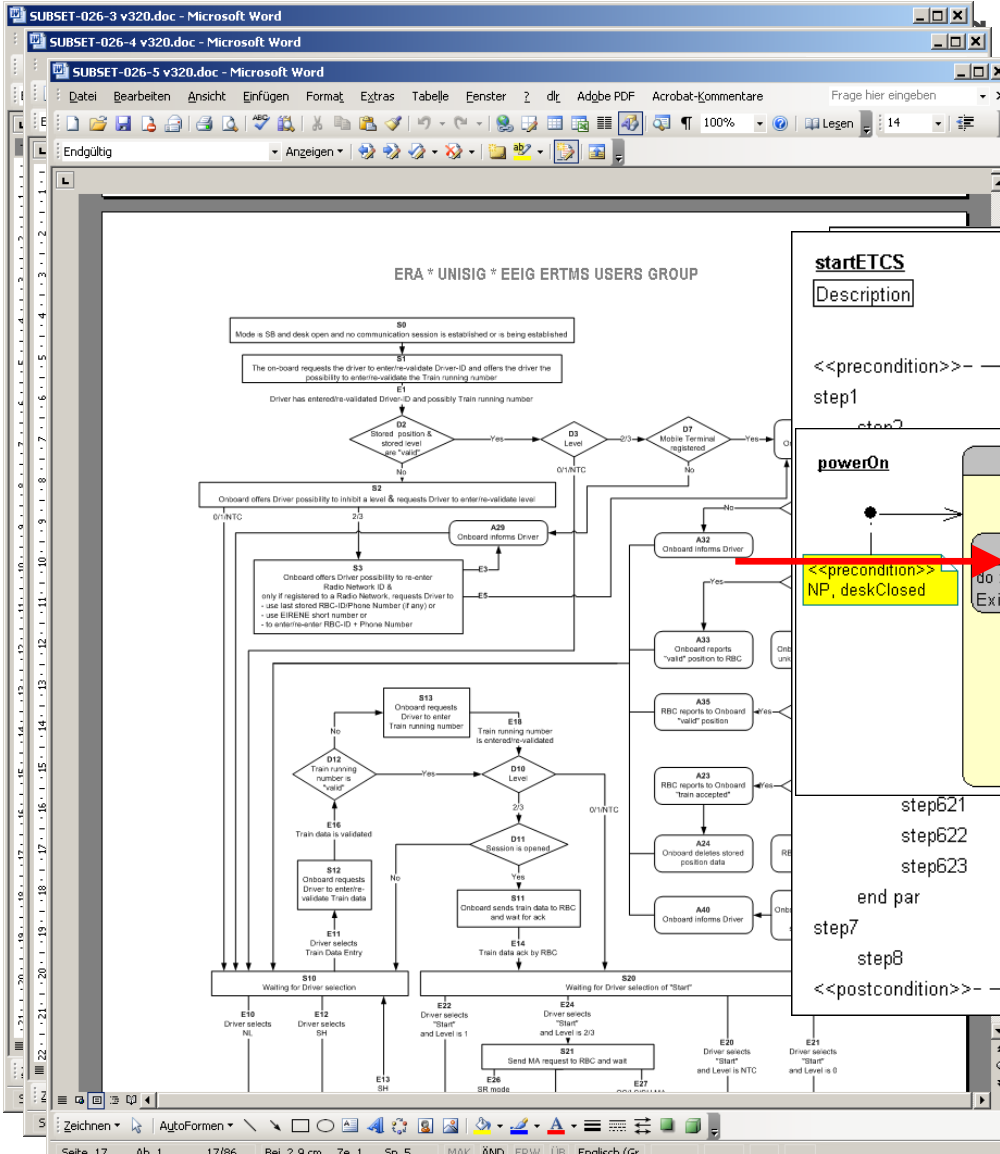 SUBSET-026-3 v320.doc - Microsoft Word
SUBSET-026-4 v320.doc - Microsoft Word
SUBSET-026-5 v320.doc - Microsoft Word
Datei Bearbeiten Ansicht Einfügen Format Extras Tabelle Fenster ? dlr Adobe PDF Acrobat-Kommentare Frage hier eingeben
100% Lesen 14
Endgültig Anzeigen
ERA * UNISIG * EEIG ERTMS USERS GROUP
S0
Mode is SB and desk open and no communication session is established or is being established
S1
The on-board requests the driver to enter/re-validate Driver-ID and offers the driver the
possibility to enter/re-validate the Train running number
E1
Driver has entered/re-validated Driver-ID and possibly Train running number
D2
Stored position &
stored level
are "valid"
Yes
No
D3
Level
2/3
0/1/NTC
D7
Mobile Terminal
registered
Yes
No
S2
Onboard offers Driver possibility to inhibit a level & requests Driver to enter/re-validate level
0/1/NTC
2/3
A29
Onboard informs Driver
S3
Onboard offers Driver possibility to re-enter
Radio Network ID &
only if registered to a Radio Network, requests Driver to
- use last stored RBC-ID/Phone Number (if any) or
- use EIRENE short number or
- to enter/re-enter RBC-ID + Phone Number
E3
E5
No
A32
Onboard informs Driver
Yes
A33
Onboard reports
"valid" position to RBC
A35
RBC reports to Onboard
"valid" position
Yes
A23
RBC reports to Onboard
"train accepted"
Yes
A24
Onboard deletes stored
position data
A40
Onboard informs Driver
S13
Onboard requests
Driver to enter
Train running number
E18
Train running number
is entered/re-validated
No
D12
Train running
number is
"valid"
Yes
D10
Level
2/3
0/1/NTC
E16
Train data is validated
D11
Session is opened
No
Yes
S12
Onboard requests
Driver to enter/re-
validate Train data
S11
Onboard sends train data to RBC
and wait for ack
E11
Driver selects
Train Data Entry
E14
Train data ack by RBC
S10
Waiting for Driver selection
S20
Waiting for Driver selection of "Start"
E10
Driver selects
NL
E12
Driver selects
SH
E13
SH
E22
Driver selects
"Start"
and Level is 1
E24
Driver selects
"Start"
and Level is 2/3
S21
Send MA request to RBC and wait
E26
SR mode
E27
E20
Driver selects
"Start"
and Level is NTC
E21
Driver selects
"Start"
and Level is 0
startETCS
Description
<<precondition>>
step1
step2
powerOn
<<precondition>>
NP, deskClosed
do
Exi
step621
step622
step623
end par
step7
step8
<<postcondition>>
Zeichnen AutoFormen
Seite 17 Ab 1 17/86 Bei 2,9 cm Ze 1 Sp 5 MAK ÄND ERW ÜB Englisch (Gr